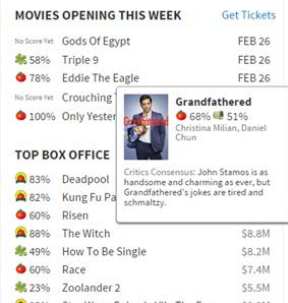 MOVIES OPENING THIS WEEK Get Tickets
No Score Yet Gods Of Egypt FEB 26
58% Triple 9 FEB 26
78% Eddie The Eagle FEB 26
No Score Yet Crouching
100% Only Yester
Grandfathered
68% 51%
Christina Milian, Daniel
Chun
Critics Consensus: John Stamos is as
handsome and charming as ever, but
Grandfathered's jokes are tired and
schmaltzy.
TOP BOX OFFICE
83% Deadpool
82% Kung Fu Pa
60% Risen
88% The Witch $8.8M
49% How To Be Single $8.2M
60% Race $7.4M
23% Zoolander 2 $5.5M